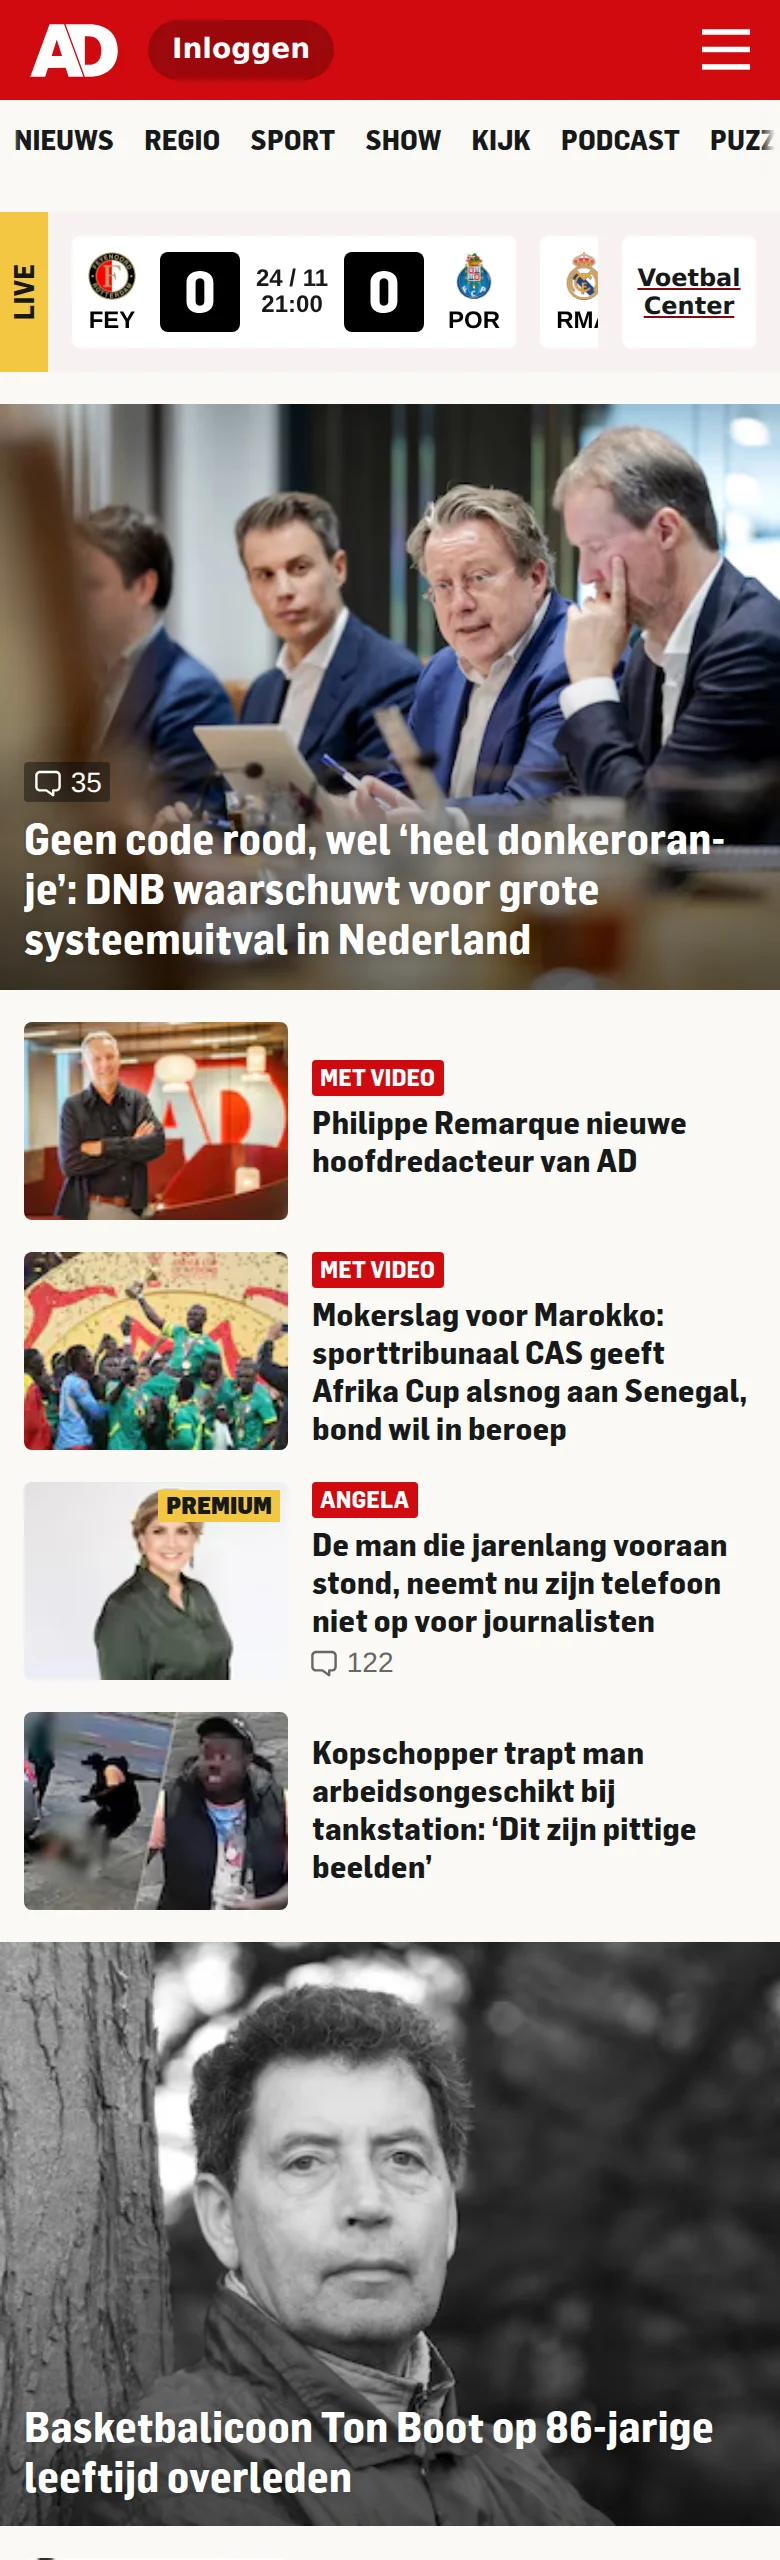 AD
Inloggen
NIEUWS REGIO SPORT SHOW KIJK PODCAST PUZZ
LIVE
FEY
0
24 / 11
21:00
0
POR
RMA
Voetbal
Center
35
Geen code rood, wel ‘heel donkeroran-
je’: DNB waarschuwt voor grote
systeemuitval in Nederland
AD
MET VIDEO
Philippe Remarque nieuwe
hoofdredacteur van AD
MET VIDEO
Mokerslag voor Marokko:
sporttribunaal CAS geeft
Afrika Cup alsnog aan Senegal,
bond wil in beroep
PREMIUM
ANGELA
De man die jarenlang vooraan
stond, neemt nu zijn telefoon
niet op voor journalisten
122
Kopschopper trapt man
arbeidsongeschikt bij
tankstation: ‘Dit zijn pittige
beelden’
Basketbalicoon Ton Boot op 86-jarige
leeftijd overleden